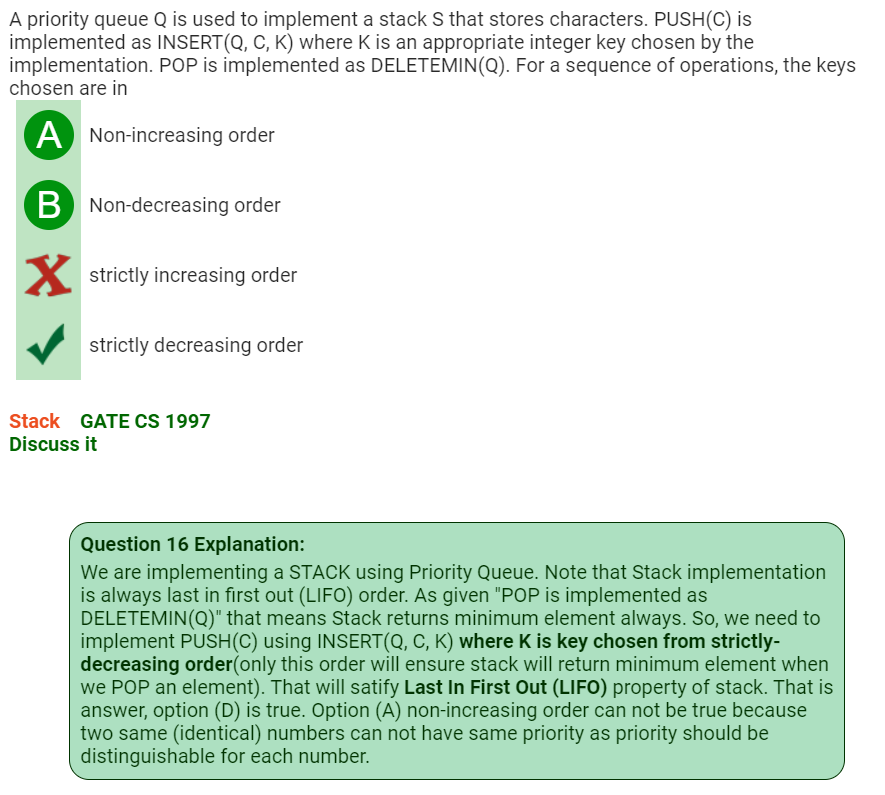 A priority queue Q is used to implement a stack S that stores characters. PUSH(C) is
implemented as INSERT(Q, C, K) where K is an appropriate integer key chosen by the
implementation. POP is implemented as DELETEMIN(Q). For a sequence of operations, the keys
chosen are in
A Non-increasing order
B Non-decreasing order
X strictly increasing order
strictly decreasing order
Stack GATE CS 1997
Discuss it
Question 16 Explanation:
We are implementing a STACK using Priority Queue. Note that Stack implementation
is always last in first out (LIFO) order. As given "POP is implemented as
DELETEMIN(Q)" that means Stack returns minimum element always. So, we need to
implement PUSH(C) using INSERT(Q, C, K) where K is key chosen from strictly-
decreasing order(only this order will ensure stack will return minimum element when
we POP an element). That will satify Last In First Out (LIFO) property of stack. That is
answer, option (D) is true. Option (A) non-increasing order can not be true because
two same (identical) numbers can not have same priority as priority should be
distinguishable for each number.